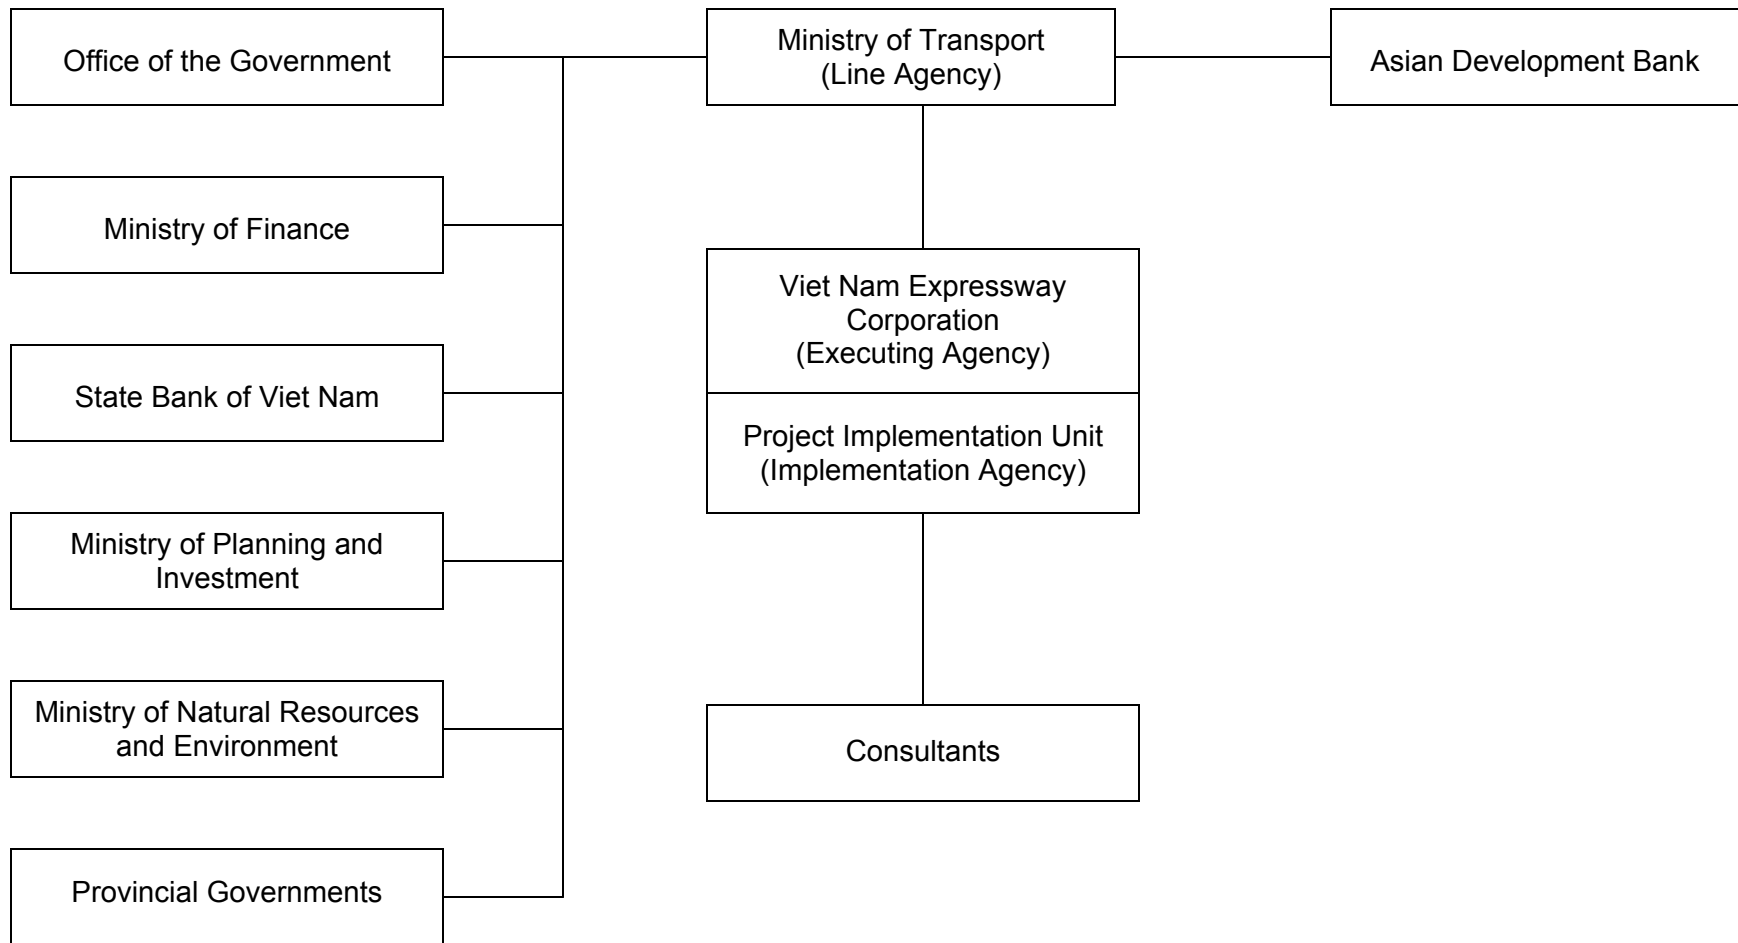 Office of the Government
Ministry of Transport
(Line Agency)
Asian Development Bank
Ministry of Finance
Viet Nam Expressway
Corporation
(Executing Agency)
State Bank of Viet Nam
Project Implementation Unit
(Implementation Agency)
Ministry of Planning and
Investment
Ministry of Natural Resources
and Environment
Consultants
Provincial Governments